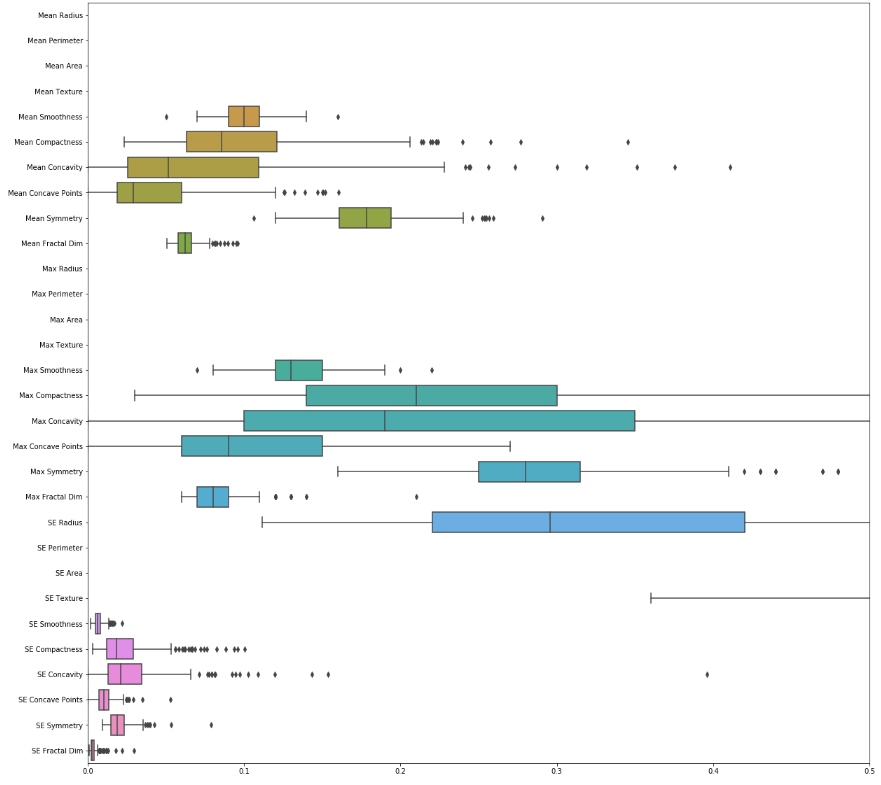 Mean Radius
Mean Perimeter
Mean Area
Mean Texture
Mean Smoothness
Mean Compactness
Mean Concavity
Mean Concave Points
Mean Symmetry
Mean Fractal Dim
Max Radius
Max Perimeter
Max Area
Max Texture
Max Smoothness
Max Compactness
Max Concavity
Max Concave Points
Max Symmetry
Max Fractal Dim
SE Radius
SE Perimeter
SE Area
SE Texture
SE Smoothness
SE Compactness
SE Concavity
SE Concave Points
SE Symmetry
SE Fractal Dim
0.0 0.1 0.2 0.3 0.4 0.5